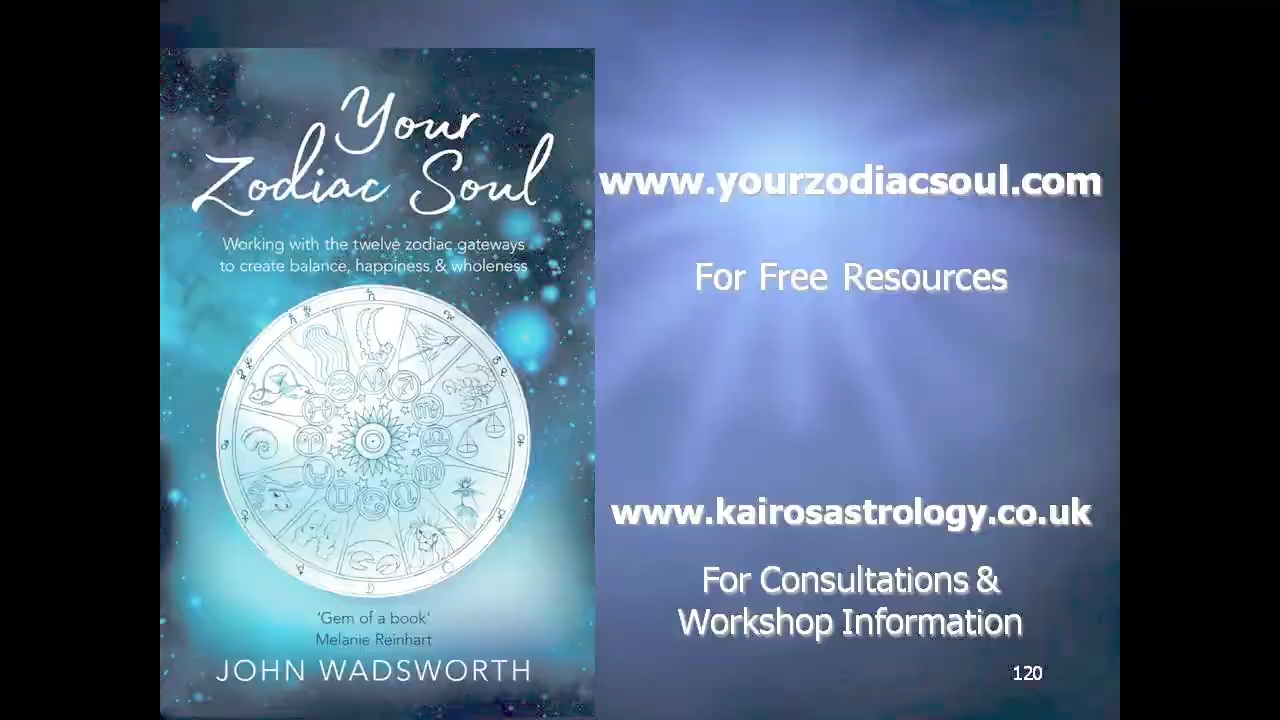 Your
Zodiac Soul
Working with the twelve zodiac gateways
to create balance, happiness & wholeness
'Gem of a book'
Melanie Reinhart
JOHN WADSWORTH
www.yourzodiacsoul.com
For Free Resources
www.kairosastrology.co.uk
For Consultations &
Workshop Information
120